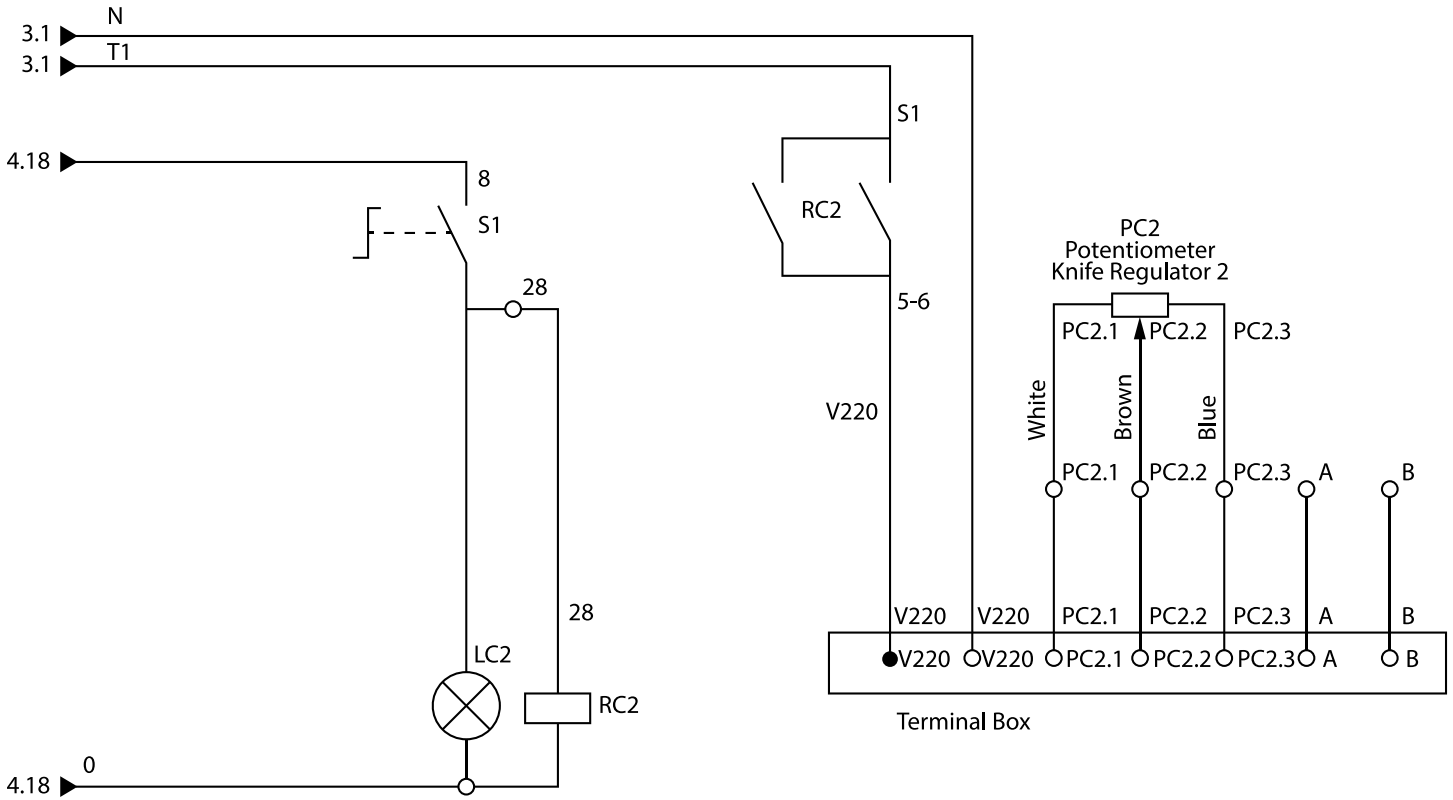 N
3.1
T1
3.1
S1
4.18
8
S1
RC2
PC2
Potentiometer
Knife Regulator 2
28
5-6
PC2.1 PC2.2 PC2.3
V220
White
Brown
Blue
PC2.1 PC2.2 PC2.3 A B
28
V220 V220 PC2.1 PC2.2 PC2.3 A B
LC2
V220 V220 PC2.1 PC2.2 PC2.3 A B
RC2
Terminal Box
0
4.18